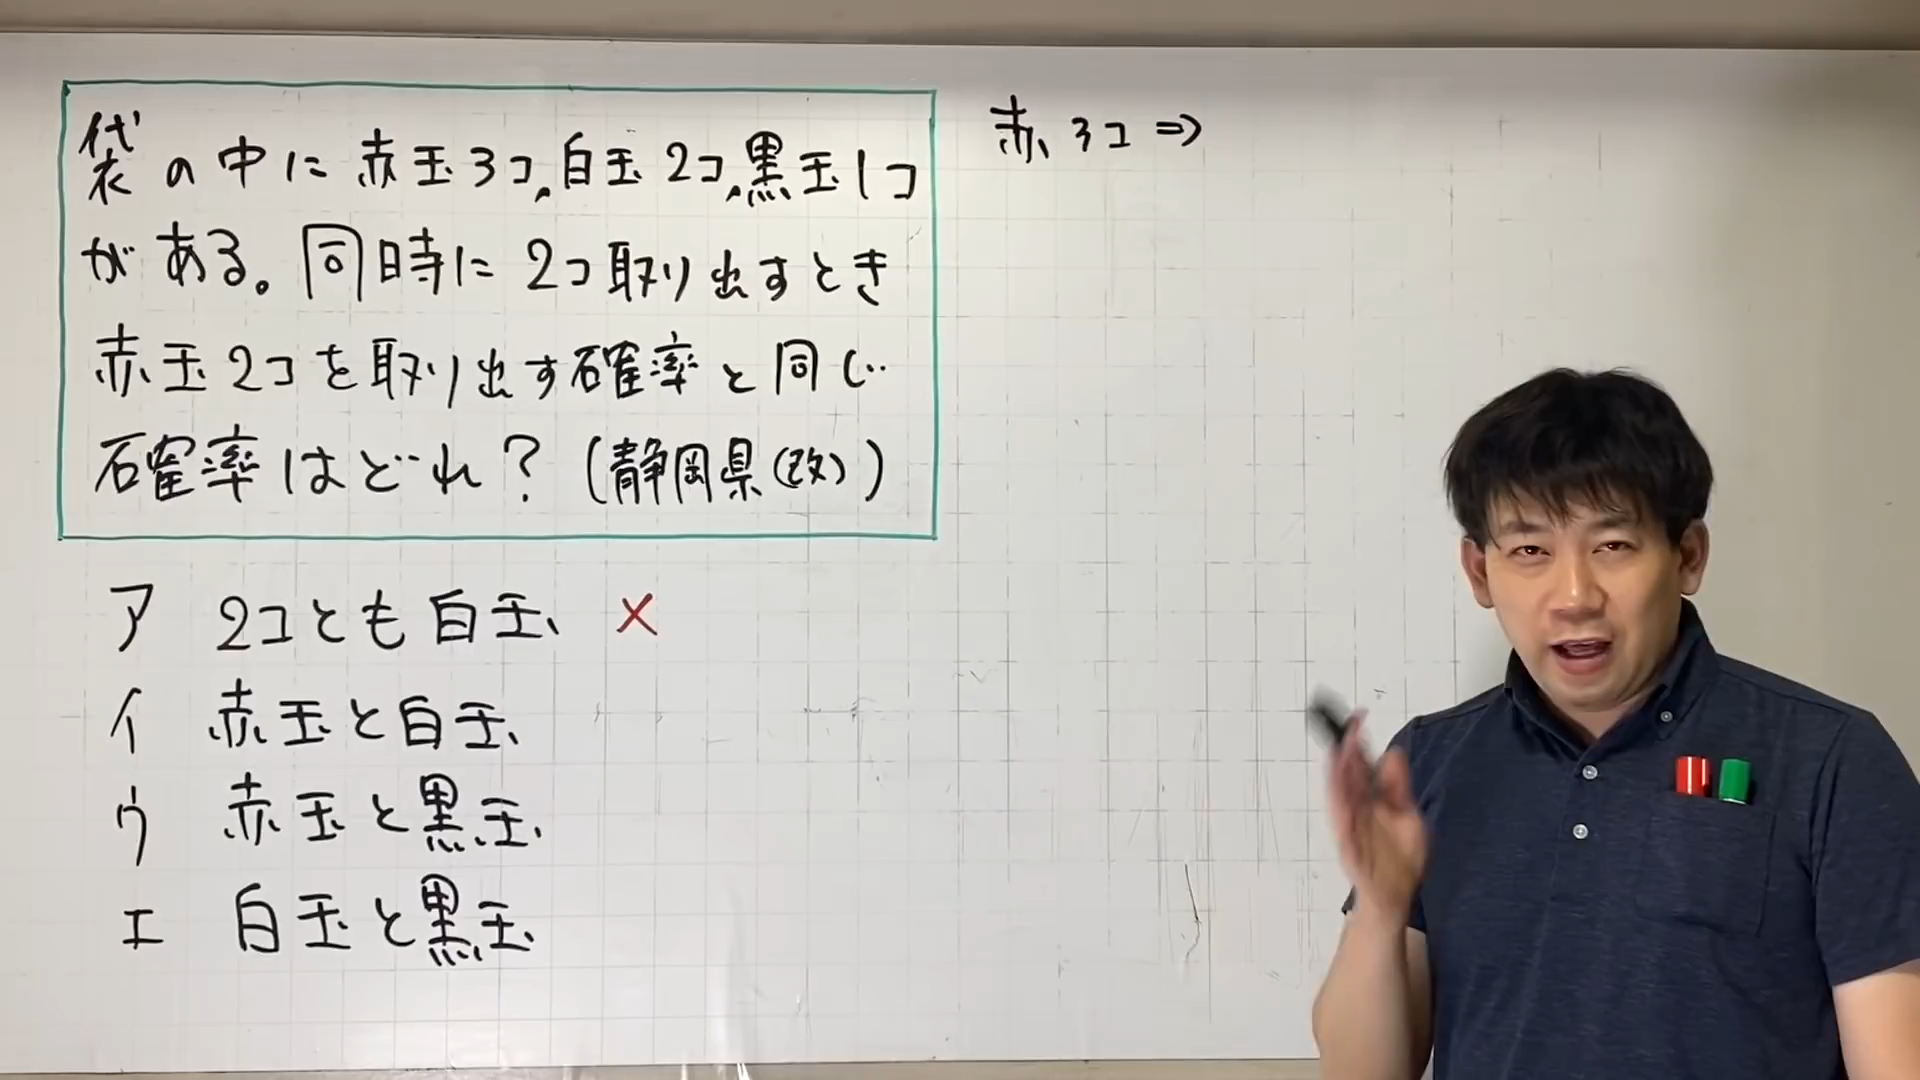 袋の中に赤玉3コ,白玉2コ,黒玉1コ
がある。同時に2コ取り出すとき
赤玉2コを取り出す確率と同じ
確率はどれ?(静岡県(改))
ア 2コとも白玉 ×
イ 赤玉と白玉
ウ 赤玉と黒玉
エ 白玉と黒玉
赤3コ⇒